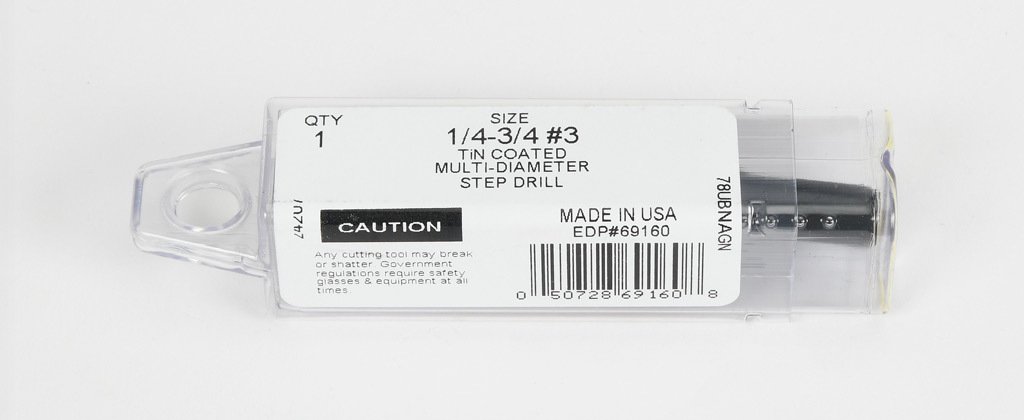 QTY
1
SIZE
1/4-3/4 #3
TiN COATED
MULTI-DIAMETER
STEP DRILL
CAUTION
Any cutting tool may break
or shatter. Government
regulations require safety
glasses & equipment at all
times.
MADE IN USA
EDP#69160
0 50728 69160 8
78UBNAGN
74207